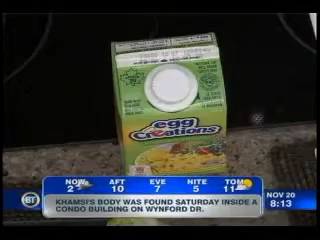 egg
creations
NOW AFT EVE NITE TOM
2 10 7 5 11
NOV 20
8:13
BT
KHAMSI'S BODY WAS FOUND SATURDAY INSIDE A
CONDO BUILDING ON WYNFORD DR.